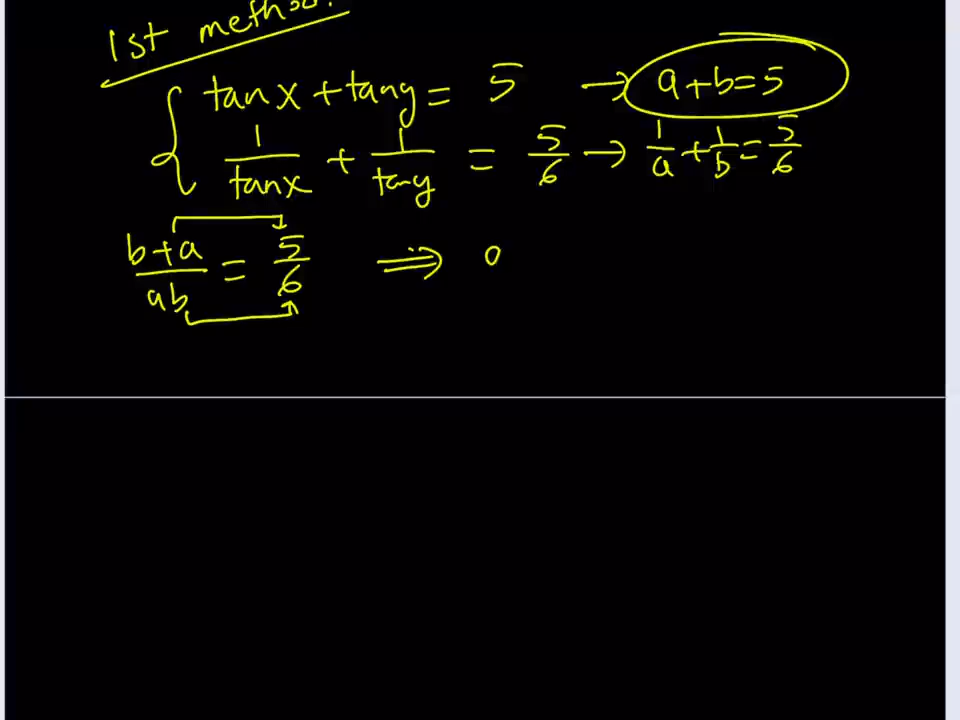 1st method:
tanx + tany = 5 → a+b=5
1/tanx + 1/tany = 5/6 → 1/a + 1/b = 5/6
b+a/ab = 5/6 ⟹